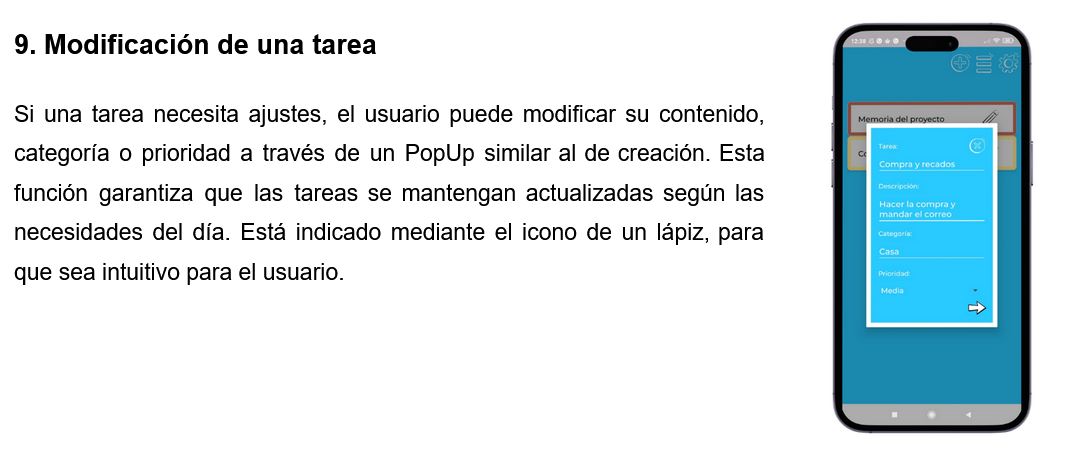 9. Modificación de una tarea
Si una tarea necesita ajustes, el usuario puede modificar su contenido,
categoría o prioridad a través de un PopUp similar al de creación. Esta
función garantiza que las tareas se mantengan actualizadas según las
necesidades del día. Está indicado mediante el icono de un lápiz, para
que sea intuitivo para el usuario.
12:38
Memoria del proyecto
Co
Tarea:
Compra y recados
Descripción:
Hacer la compra y
mandar el correo
Categoría:
Casa
Prioridad:
Media